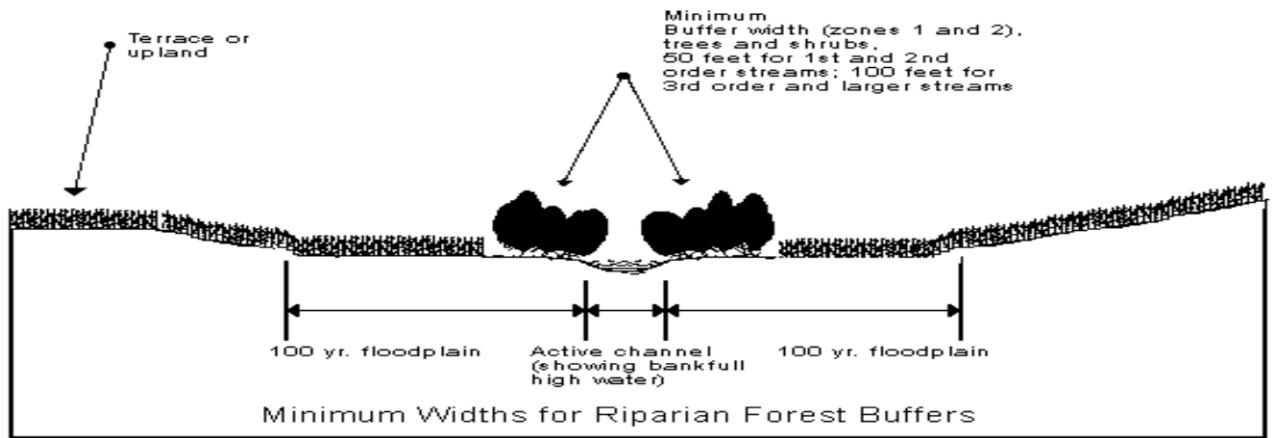 Terrace or
upland
Minimum
Buffer width (zones 1 and 2),
trees and shrubs,
50 feet for 1st and 2nd
order streams; 100 feet for
3rd order and larger streams
100 yr. floodplain
Active channel
(showing bankfull
high water)
100 yr. floodplain
Minimum Widths for Riparian Forest Buffers